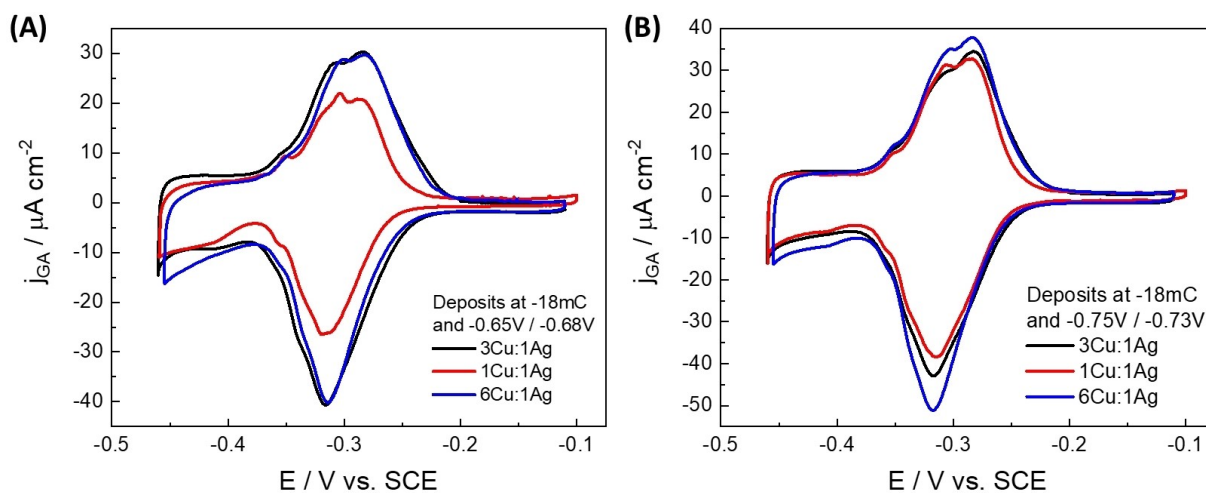 (A)
j_GA / μA cm⁻²
30
20
10
0
-10
-20
-30
-40
-0.5
-0.4
-0.3
-0.2
-0.1
E / V vs. SCE
Deposits at -18mC
and -0.65V / -0.68V
3Cu:1Ag
1Cu:1Ag
6Cu:1Ag
(B)
j_GA / μA cm⁻²
40
30
20
10
0
-10
-20
-30
-40
-50
-0.5
-0.4
-0.3
-0.2
-0.1
E / V vs. SCE
Deposits at -18mC
and -0.75V / -0.73V
3Cu:1Ag
1Cu:1Ag
6Cu:1Ag